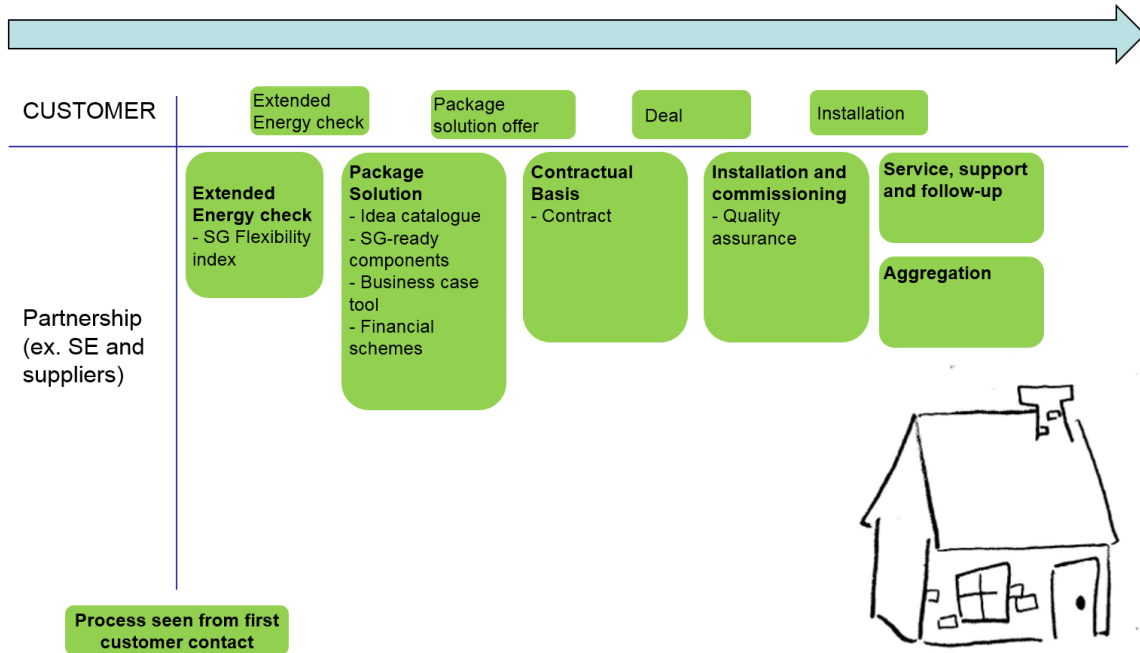 CUSTOMER
Extended
Energy check
Package
solution offer
Deal
Installation
Partnership
(ex. SE and
suppliers)
Extended
Energy check
- SG Flexibility
index
Package
Solution
- Idea catalogue
- SG-ready
components
- Business case
tool
- Financial
schemes
Contractual
Basis
- Contract
Installation and
commissioning
- Quality
assurance
Service, support
and follow-up
Aggregation
Process seen from first
customer contact